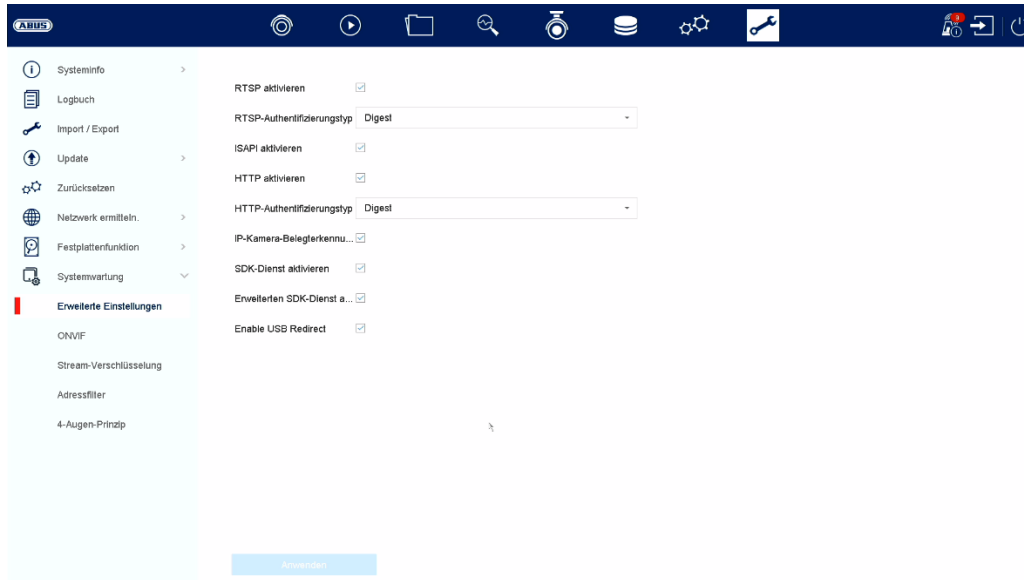 ABUS
9
Systeminfo
Logbuch
Import / Export
Update
Zurücksetzen
Netzwerk ermitteln.
Festplattenfunktion
Systemwartung
Erweiterte Einstellungen
ONVIF
Stream-Verschlüsselung
Adressfilter
4-Augen-Prinzip
RTSP aktivieren
RTSP-Authentifizierungstyp Digest
ISAPI aktivieren
HTTP aktivieren
HTTP-Authentifizierungstyp Digest
IP-Kamera-Belegterkennu...
SDK-Dienst aktivieren
Erweiterten SDK-Dienst a...
Enable USB Redirect
Anwenden